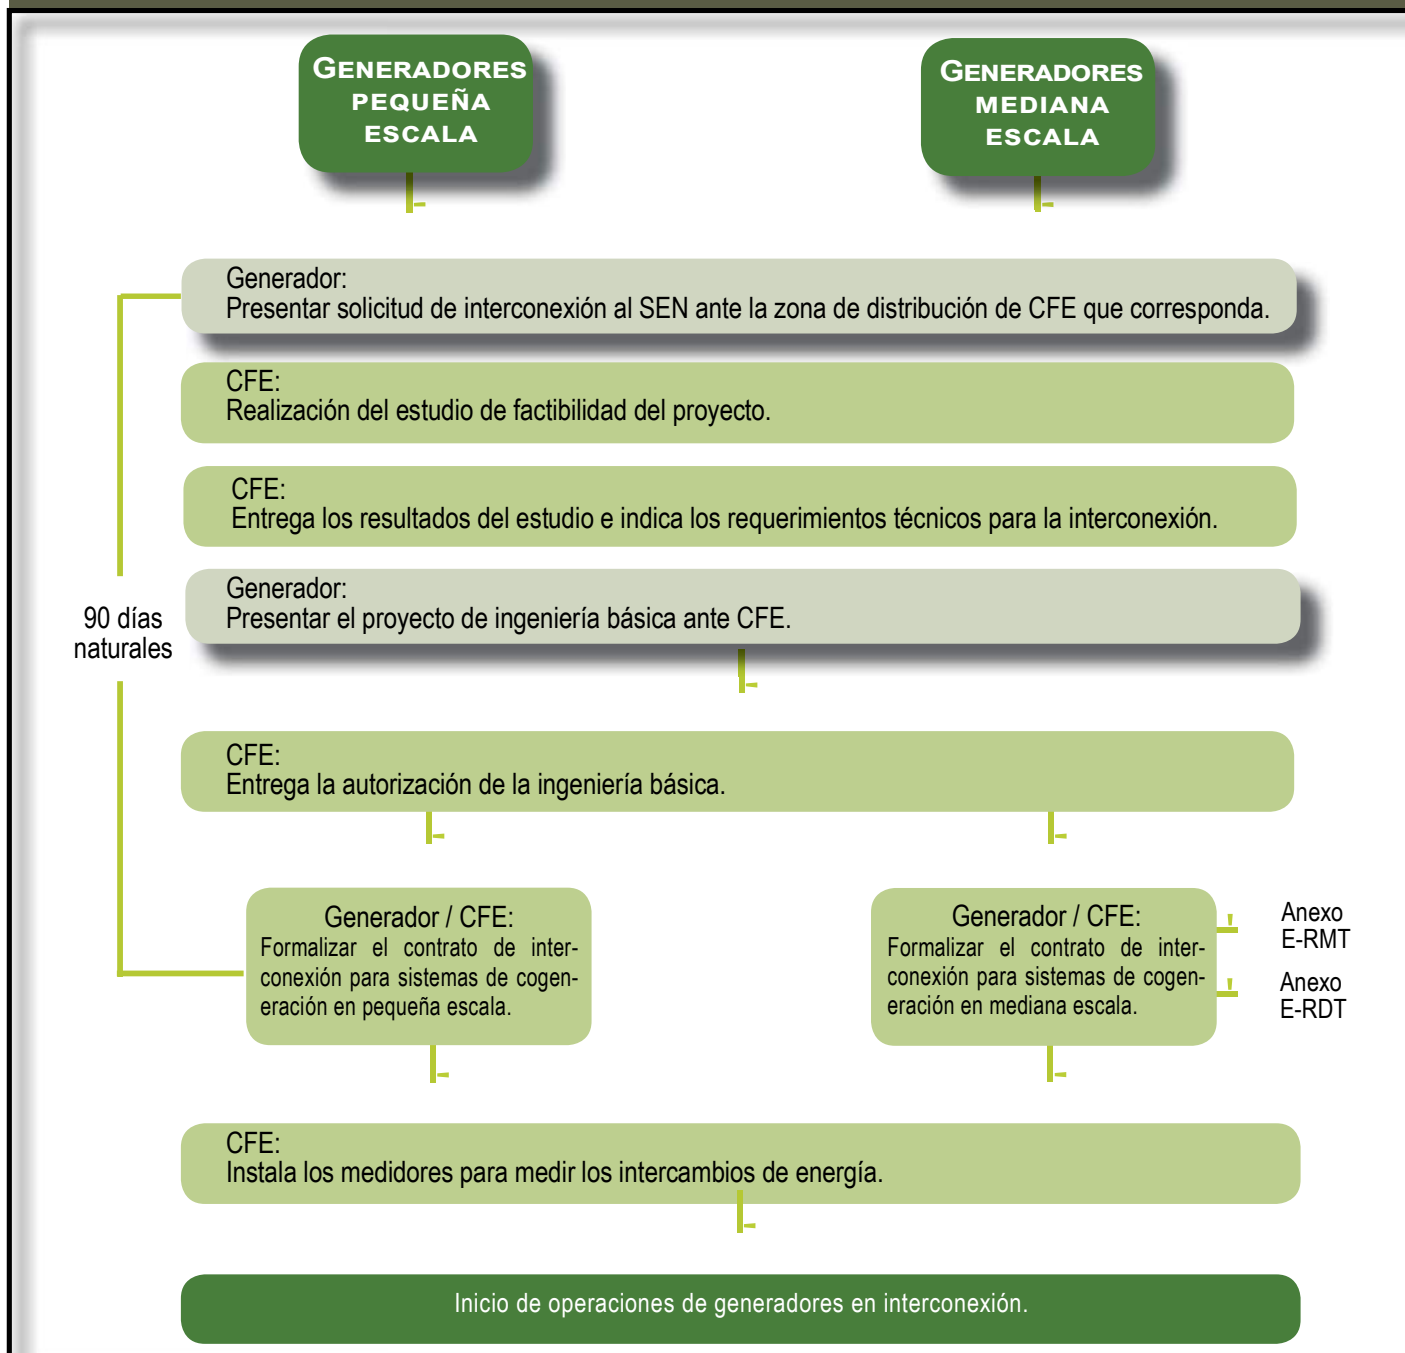 GENERADORES
PEQUEÑA
ESCALA
GENERADORES
MEDIANA
ESCALA
Generador:
Presentar solicitud de interconexión al SEN ante la zona de distribución de CFE que corresponda.
CFE:
Realización del estudio de factibilidad del proyecto.
CFE:
Entrega los resultados del estudio e indica los requerimientos técnicos para la interconexión.
Generador:
Presentar el proyecto de ingeniería básica ante CFE.
90 días
naturales
CFE:
Entrega la autorización de la ingeniería básica.
Generador / CFE:
Formalizar el contrato de inter-
conexión para sistemas de cogen-
eración en pequeña escala.
Generador / CFE:
Formalizar el contrato de inter-
conexión para sistemas de cogen-
eración en mediana escala.
Anexo
E-RMT
Anexo
E-RDT
CFE:
Instala los medidores para medir los intercambios de energía.
Inicio de operaciones de generadores en interconexión.